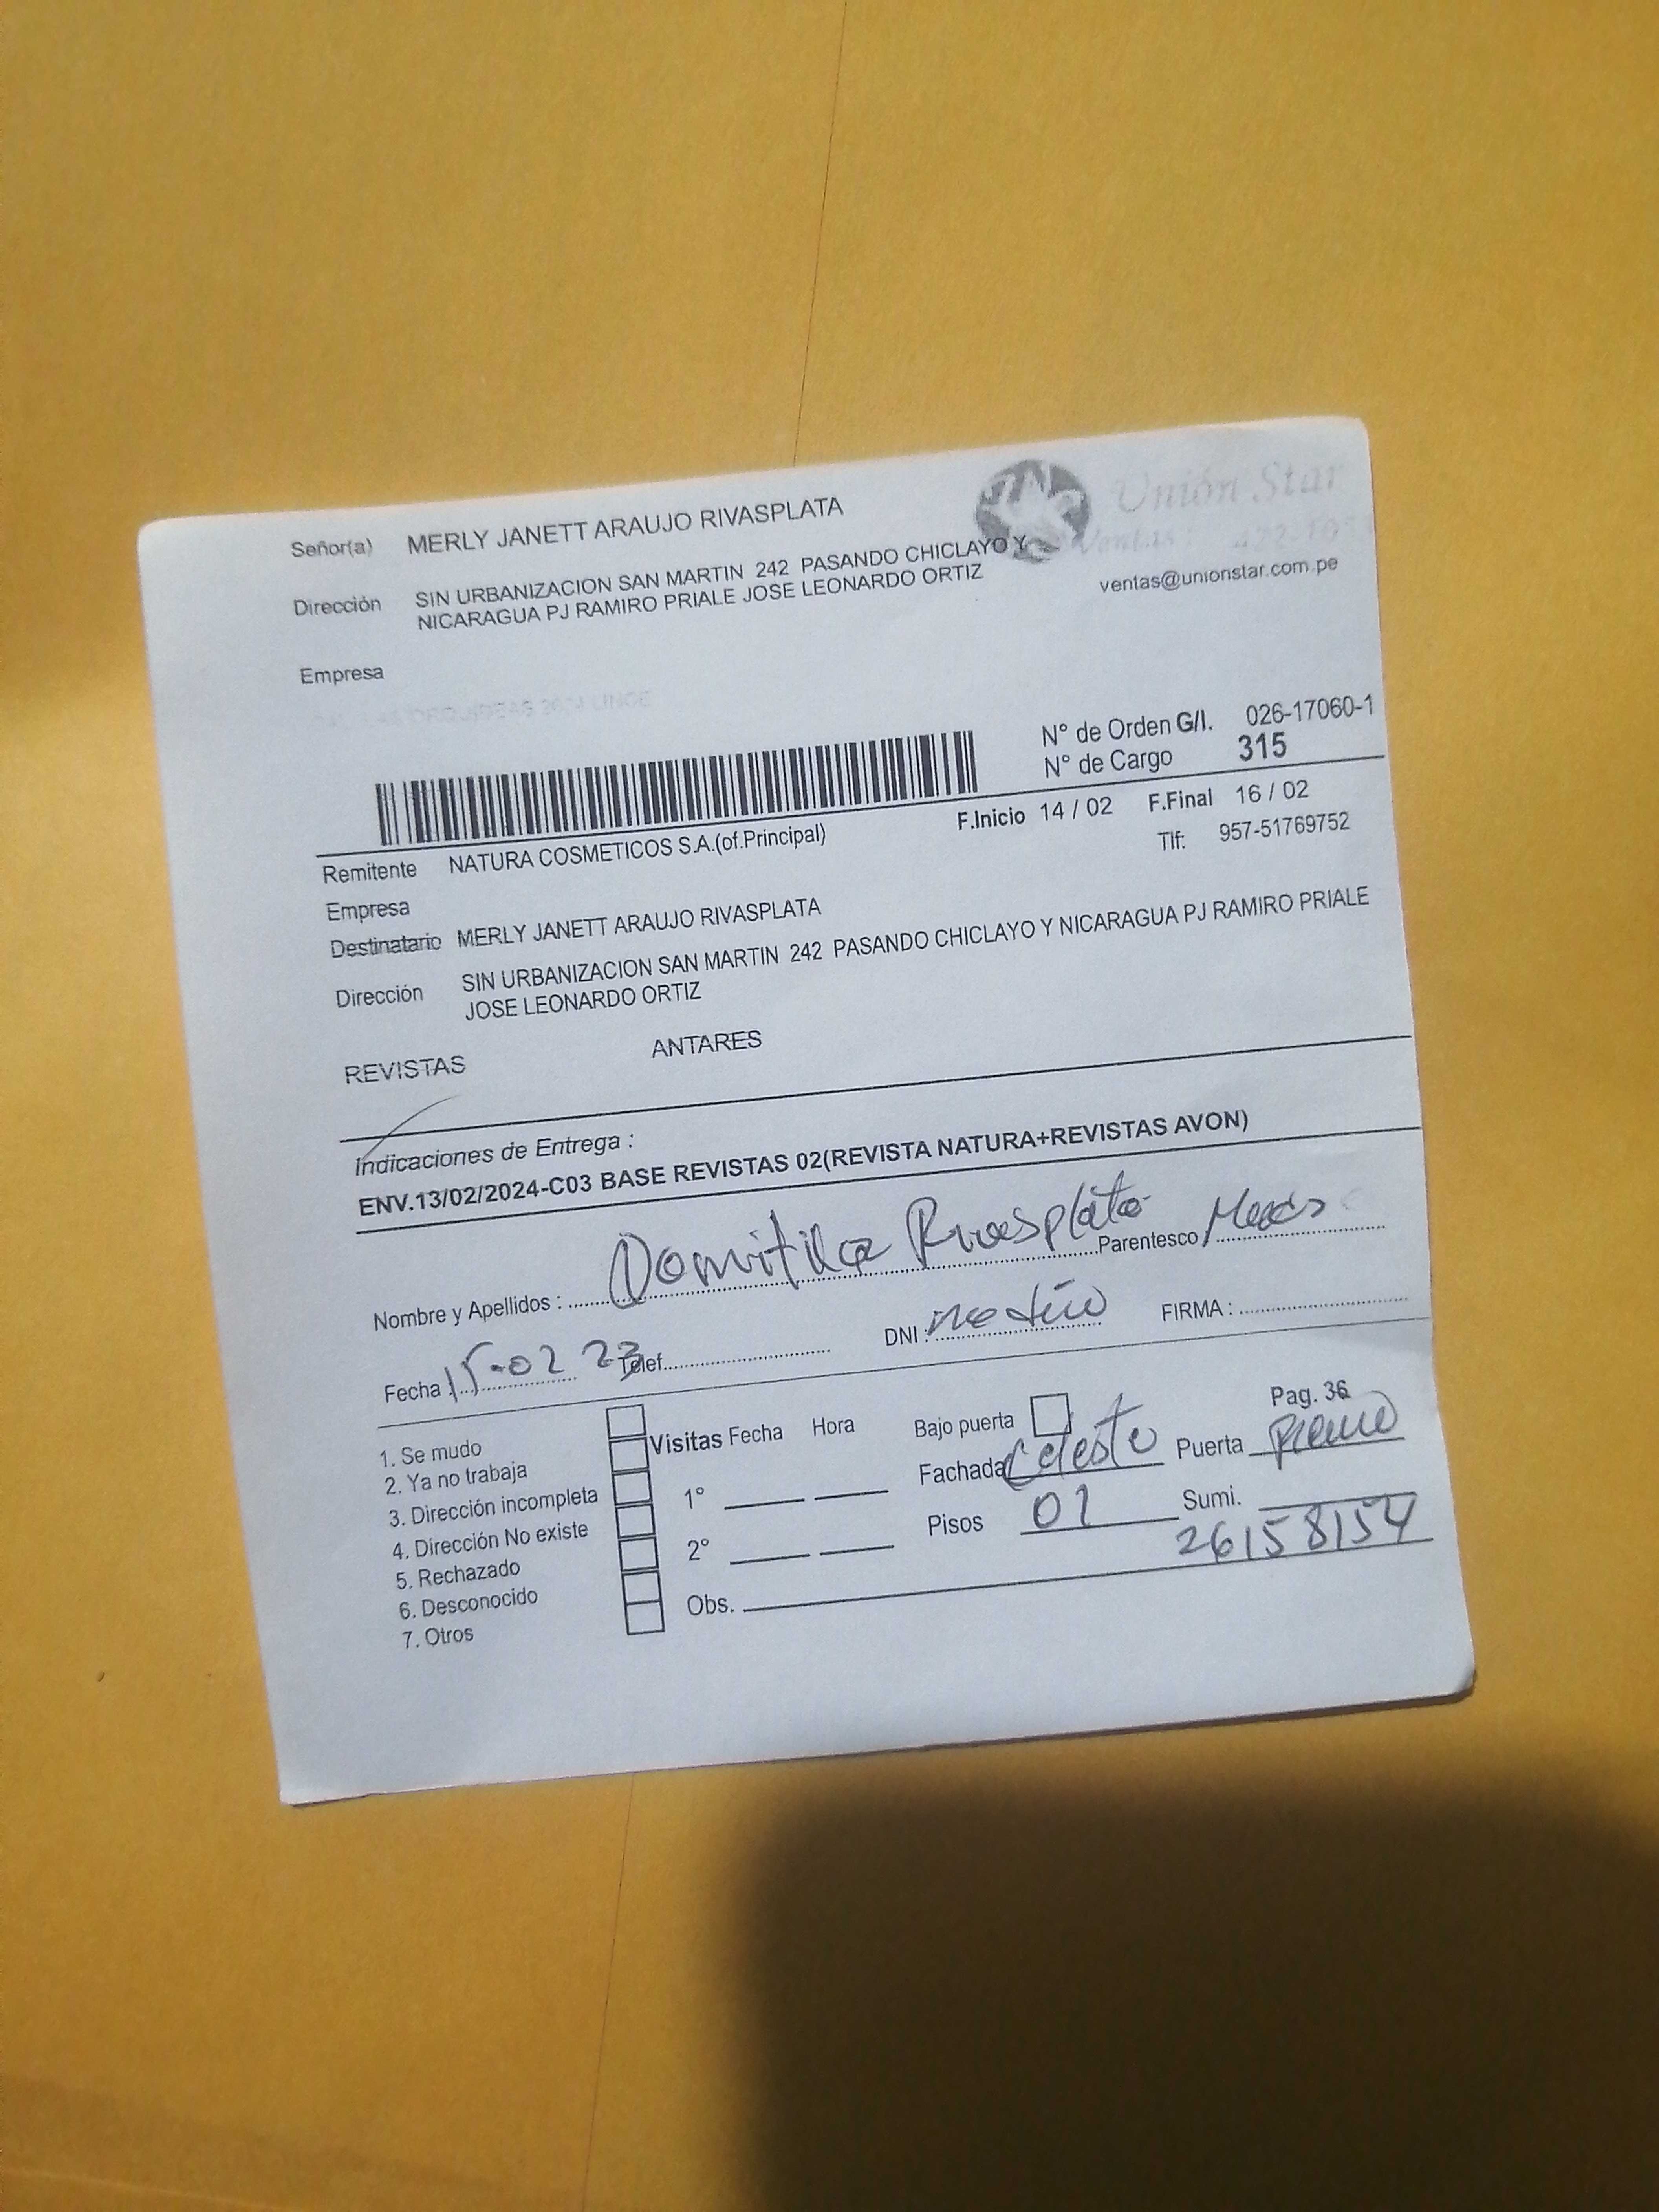 Señor(a) MERLY JANETT ARAUJO RIVASPLATA
Unión Star
Dirección SIN URBANIZACION SAN MARTIN 242 PASANDO CHICLAYO Y
NICARAGUA PJ RAMIRO PRIALE JOSE LEONARDO ORTIZ
Ventas
ventas@unionstar.com.pe
Empresa
N° de Orden G/I. 026-17060-1
N° de Cargo 315
F.Inicio 14 / 02 F.Final 16 / 02
Remitente NATURA COSMETICOS S.A.(of.Principal) Tlf: 957-51769752
Empresa
Destinatario MERLY JANETT ARAUJO RIVASPLATA
Dirección SIN URBANIZACION SAN MARTIN 242 PASANDO CHICLAYO Y NICARAGUA PJ RAMIRO PRIALE
JOSE LEONARDO ORTIZ
REVISTAS ANTARES
Indicaciones de Entrega :
ENV.13/02/2024-C03 BASE REVISTAS 02(REVISTA NATURA+REVISTAS AVON)
Nombre y Apellidos : Domitila Rivasplata Parentesco
Fecha : 15-02 23 Telef. DNI : no dio FIRMA :
Pag. 36
1. Se mudo
2. Ya no trabaja
3. Dirección incompleta
4. Dirección No existe
5. Rechazado
6. Desconocido
7. Otros
Visitas Fecha Hora
1°
2°
Obs.
Bajo puerta
Fachada Celeste Puerta
Pisos 02 Sumi.
26158154